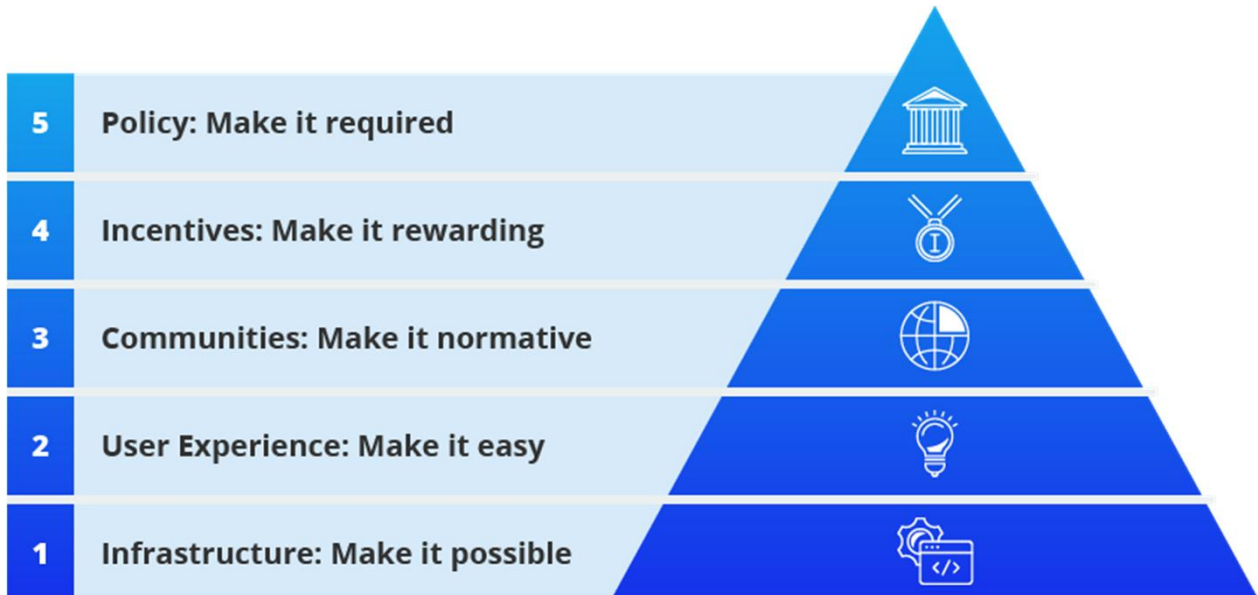 5 Policy: Make it required
4 Incentives: Make it rewarding
3 Communities: Make it normative
2 User Experience: Make it easy
1 Infrastructure: Make it possible